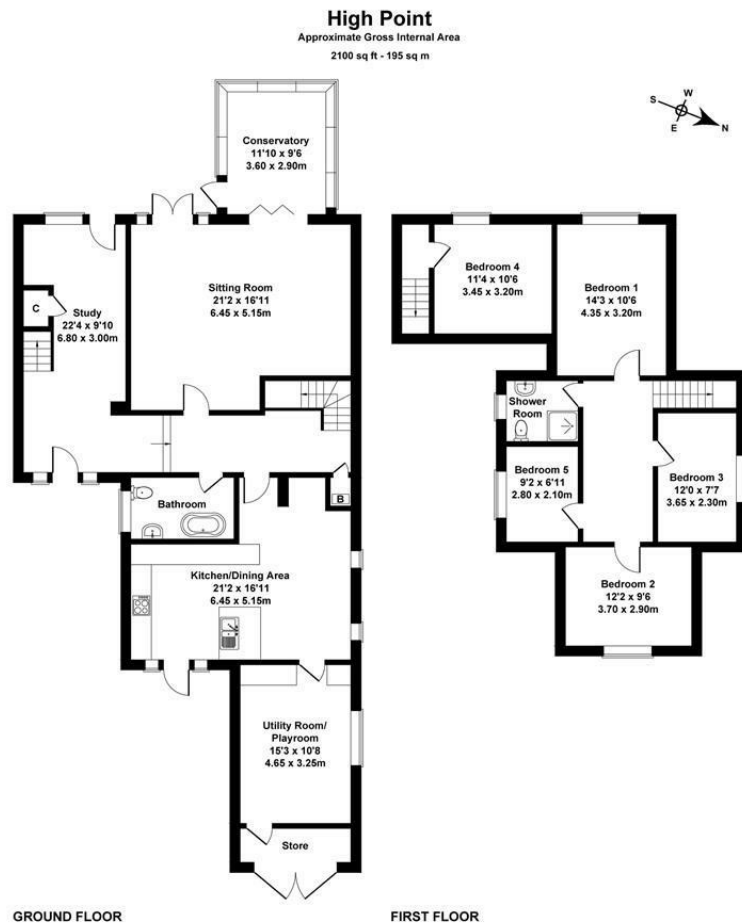 High Point
Approximate Gross Internal Area
2100 sq ft - 195 sq m
S
W
E
N
Conservatory
11'10 x 9'6
3.60 x 2.90m
C
Study
22'4 x 9'10
6.80 x 3.00m
Sitting Room
21'2 x 16'11
6.45 x 5.15m
B
Bathroom
Kitchen/Dining Area
21'2 x 16'11
6.45 x 5.15m
Utility Room/
Playroom
15'3 x 10'8
4.65 x 3.25m
Store
GROUND FLOOR
Bedroom 4
11'4 x 10'6
3.45 x 3.20m
Bedroom 1
14'3 x 10'6
4.35 x 3.20m
Shower
Room
Bedroom 5
9'2 x 6'11
2.80 x 2.10m
Bedroom 3
12'0 x 7'7
3.65 x 2.30m
Bedroom 2
12'2 x 9'6
3.70 x 2.90m
FIRST FLOOR